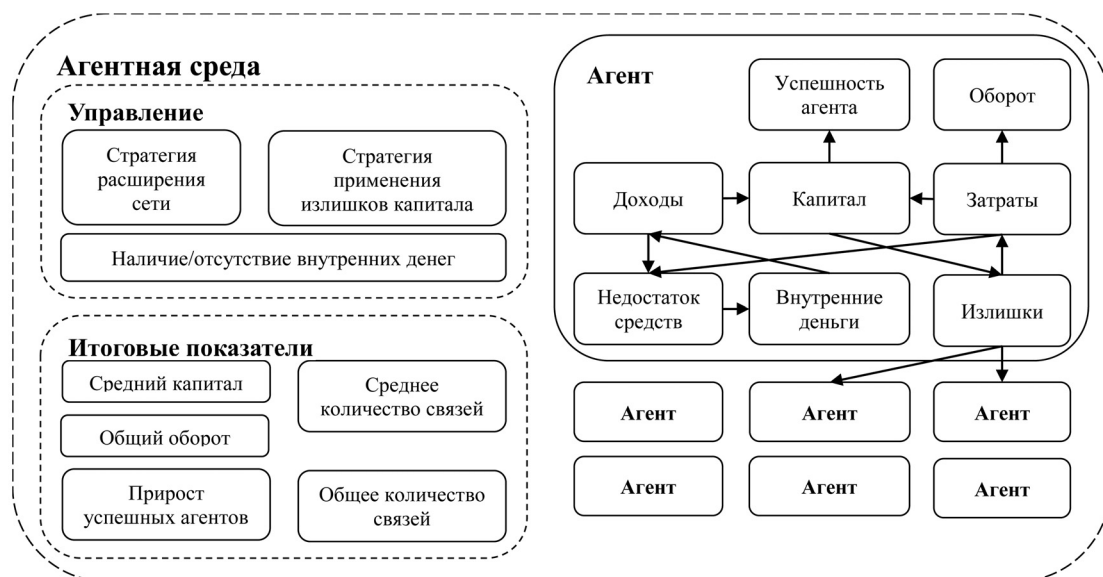 Агентная среда
Управление
Стратегия
расширения
сети
Стратегия
применения
излишков капитала
Наличие/отсутствие внутренних денег
Итоговые показатели
Средний капитал
Среднее
количество связей
Общий оборот
Прирост
успешных агентов
Общее количество
связей
Агент
Успешность
агента
Оборот
Доходы
Капитал
Затраты
Недостаток
средств
Внутренние
деньги
Излишки
Агент
Агент
Агент
Агент
Агент
Агент